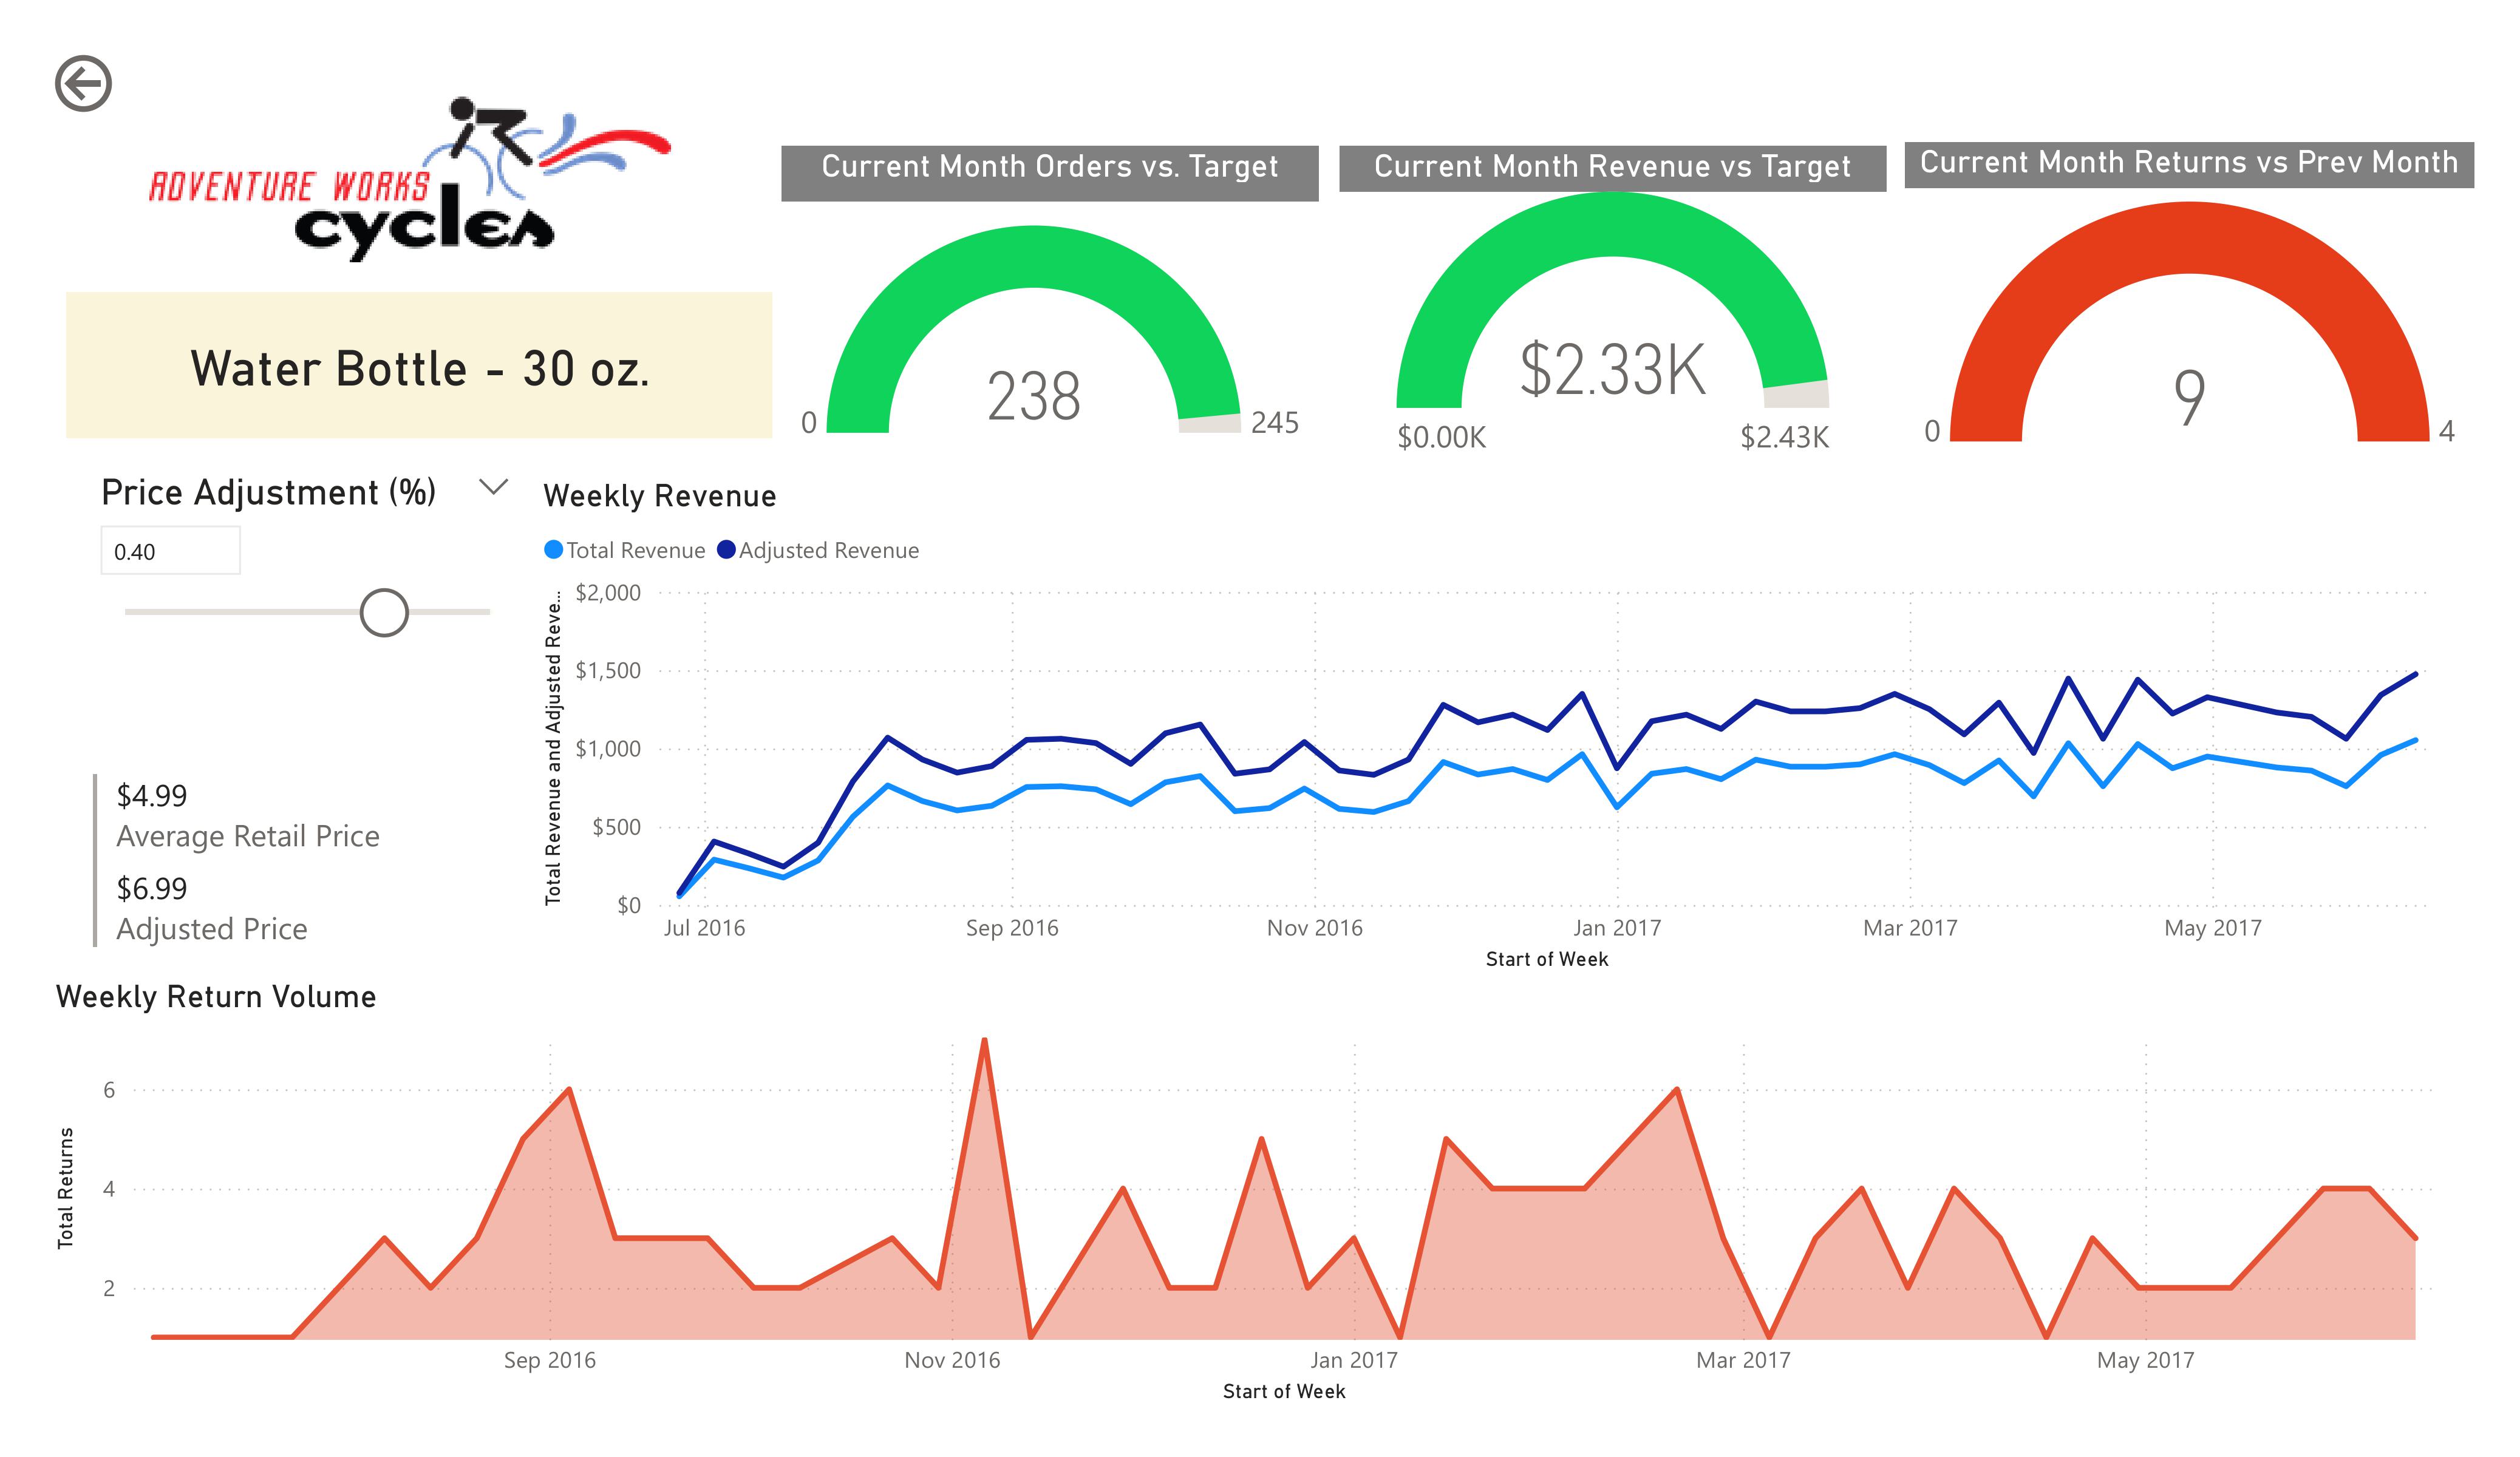 ADVENTURE WORKS
cycles
Water Bottle - 30 oz.
Current Month Orders vs. Target
238
0
245
Current Month Revenue vs Target
$2.33K
$0.00K
$2.43K
Current Month Returns vs Prev Month
9
0
4
Price Adjustment (%)
0.40
$4.99
Average Retail Price
$6.99
Adjusted Price
Weekly Revenue
Total Revenue
Adjusted Revenue
Total Revenue and Adjusted Reve...
$2,000
$1,500
$1,000
$500
$0
Jul 2016
Sep 2016
Nov 2016
Jan 2017
Mar 2017
May 2017
Start of Week
Weekly Return Volume
Total Returns
6
4
2
Sep 2016
Nov 2016
Jan 2017
Mar 2017
May 2017
Start of Week